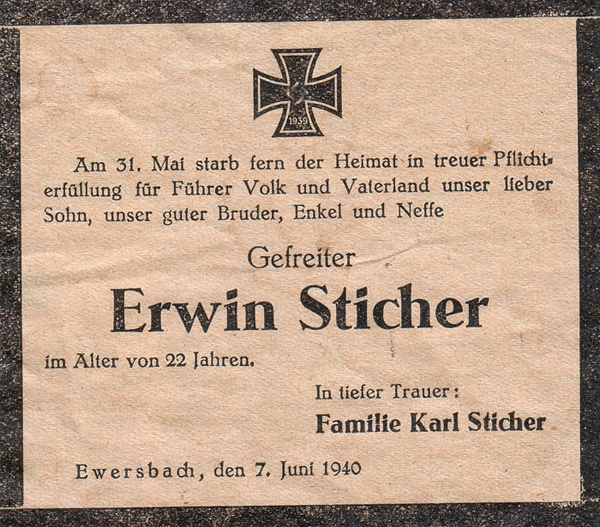 1939
Am 31. Mai starb fern der Heimat in treuer Pflicht-
erfüllung für Führer Volk und Vaterland unser lieber
Sohn, unser guter Bruder, Enkel und Neffe
Gefreiter
Erwin Sticher
im Alter von 22 Jahren.
In tiefer Trauer:
Familie Karl Sticher
Ewersbach, den 7. Juni 1940